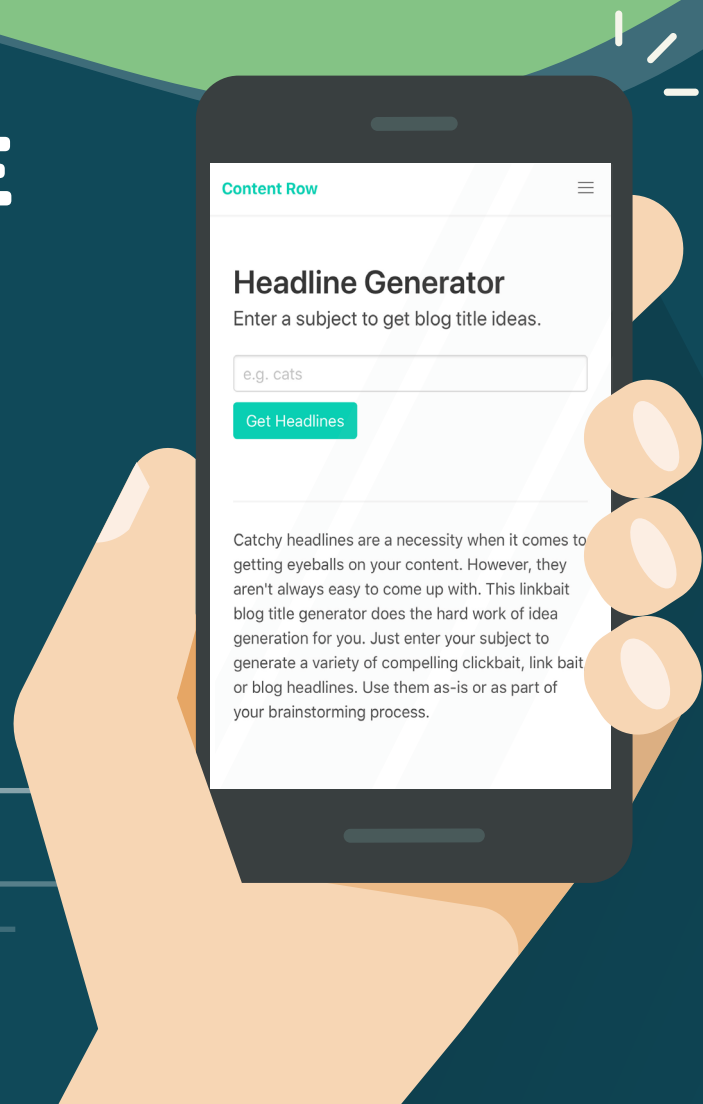 E
Content Row
Headline Generator
Enter a subject to get blog title ideas.
e.g. cats
Get Headlines
Catchy headlines are a necessity when it comes to
getting eyeballs on your content. However, they
aren't always easy to come up with. This linkbait
blog title generator does the hard work of idea
generation for you. Just enter your subject to
generate a variety of compelling clickbait, link bait
or blog headlines. Use them as-is or as part of
your brainstorming process.